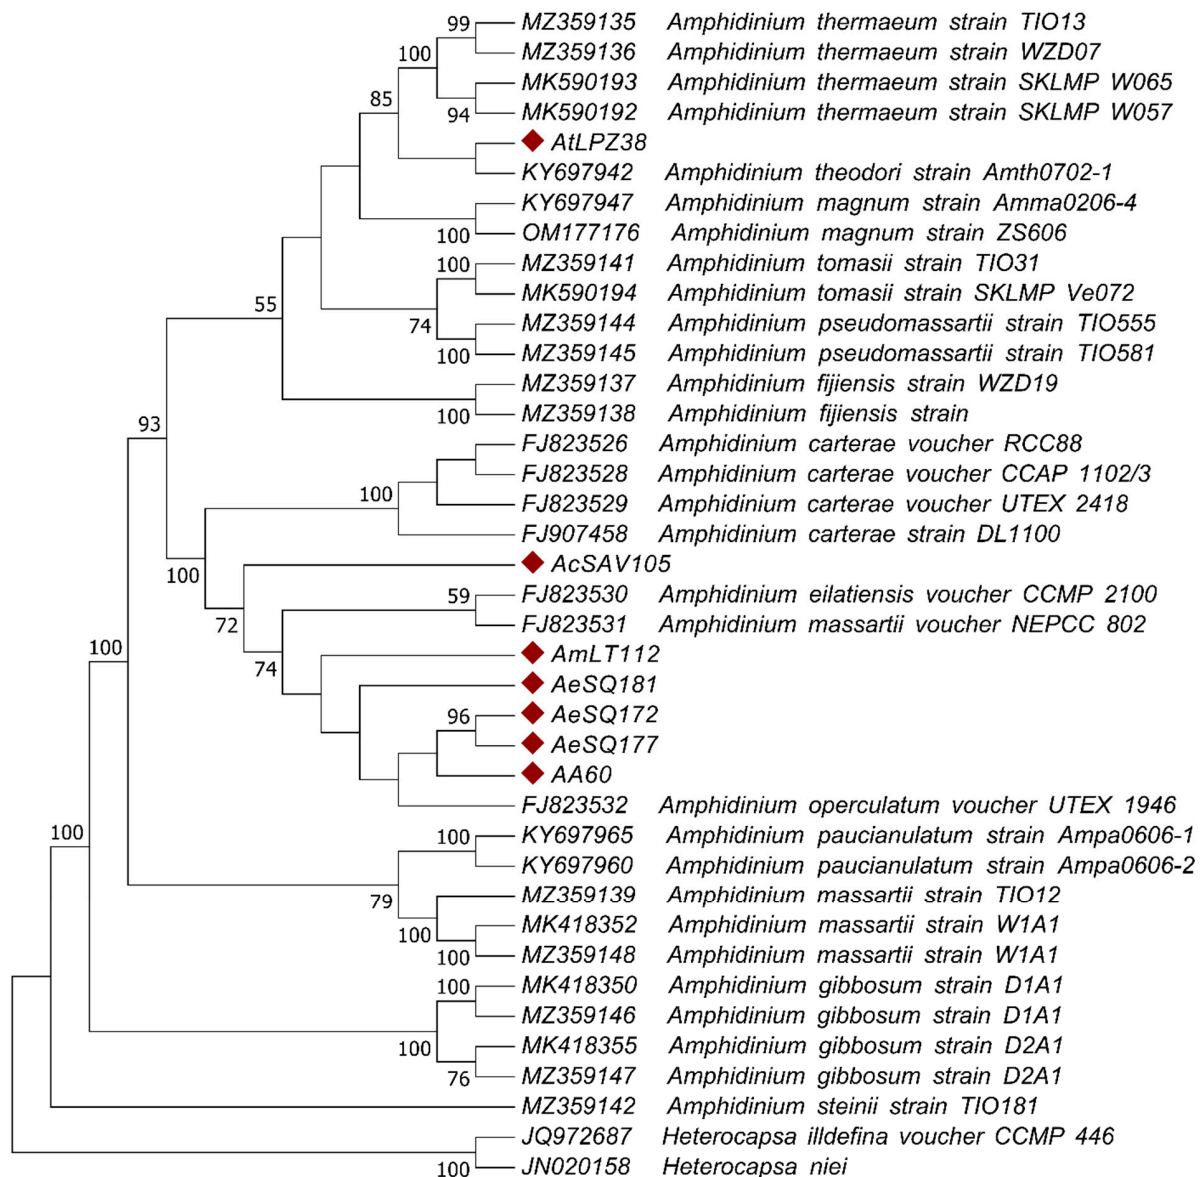 99 MZ359135 Amphidinium thermaeum strain TIO13
100 MZ359136 Amphidinium thermaeum strain WZD07
85 MK590193 Amphidinium thermaeum strain SKLMP W065
94 MK590192 Amphidinium thermaeum strain SKLMP W057
AtLPZ38
KY697942 Amphidinium theodori strain Amth0702-1
KY697947 Amphidinium magnum strain Amma0206-4
100 OM177176 Amphidinium magnum strain ZS606
100 MZ359141 Amphidinium tomasii strain TIO31
55 MK590194 Amphidinium tomasii strain SKLMP Ve072
74 MZ359144 Amphidinium pseudomassartii strain TIO555
100 MZ359145 Amphidinium pseudomassartii strain TIO581
MZ359137 Amphidinium fijiensis strain WZD19
93 100 MZ359138 Amphidinium fijiensis strain
FJ823526 Amphidinium carterae voucher RCC88
FJ823528 Amphidinium carterae voucher CCAP 1102/3
100 FJ823529 Amphidinium carterae voucher UTEX 2418
FJ907458 Amphidinium carterae strain DL1100
100 AcSAV105
59 FJ823530 Amphidinium eilatiensis voucher CCMP 2100
72 FJ823531 Amphidinium massartii voucher NEPCC 802
100 74 AmLT112
AeSQ181
96 AeSQ172
AeSQ177
AA60
FJ823532 Amphidinium operculatum voucher UTEX 1946
100 100 KY697965 Amphidinium paucianulatum strain Ampa0606-1
KY697960 Amphidinium paucianulatum strain Ampa0606-2
79 MZ359139 Amphidinium massartii strain TIO12
100 MK418352 Amphidinium massartii strain W1A1
100 MZ359148 Amphidinium massartii strain W1A1
100 MK418350 Amphidinium gibbosum strain D1A1
MZ359146 Amphidinium gibbosum strain D1A1
100 MK418355 Amphidinium gibbosum strain D2A1
76 MZ359147 Amphidinium gibbosum strain D2A1
MZ359142 Amphidinium steinii strain TIO181
JQ972687 Heterocapsa illdefina voucher CCMP 446
100 JN020158 Heterocapsa niei